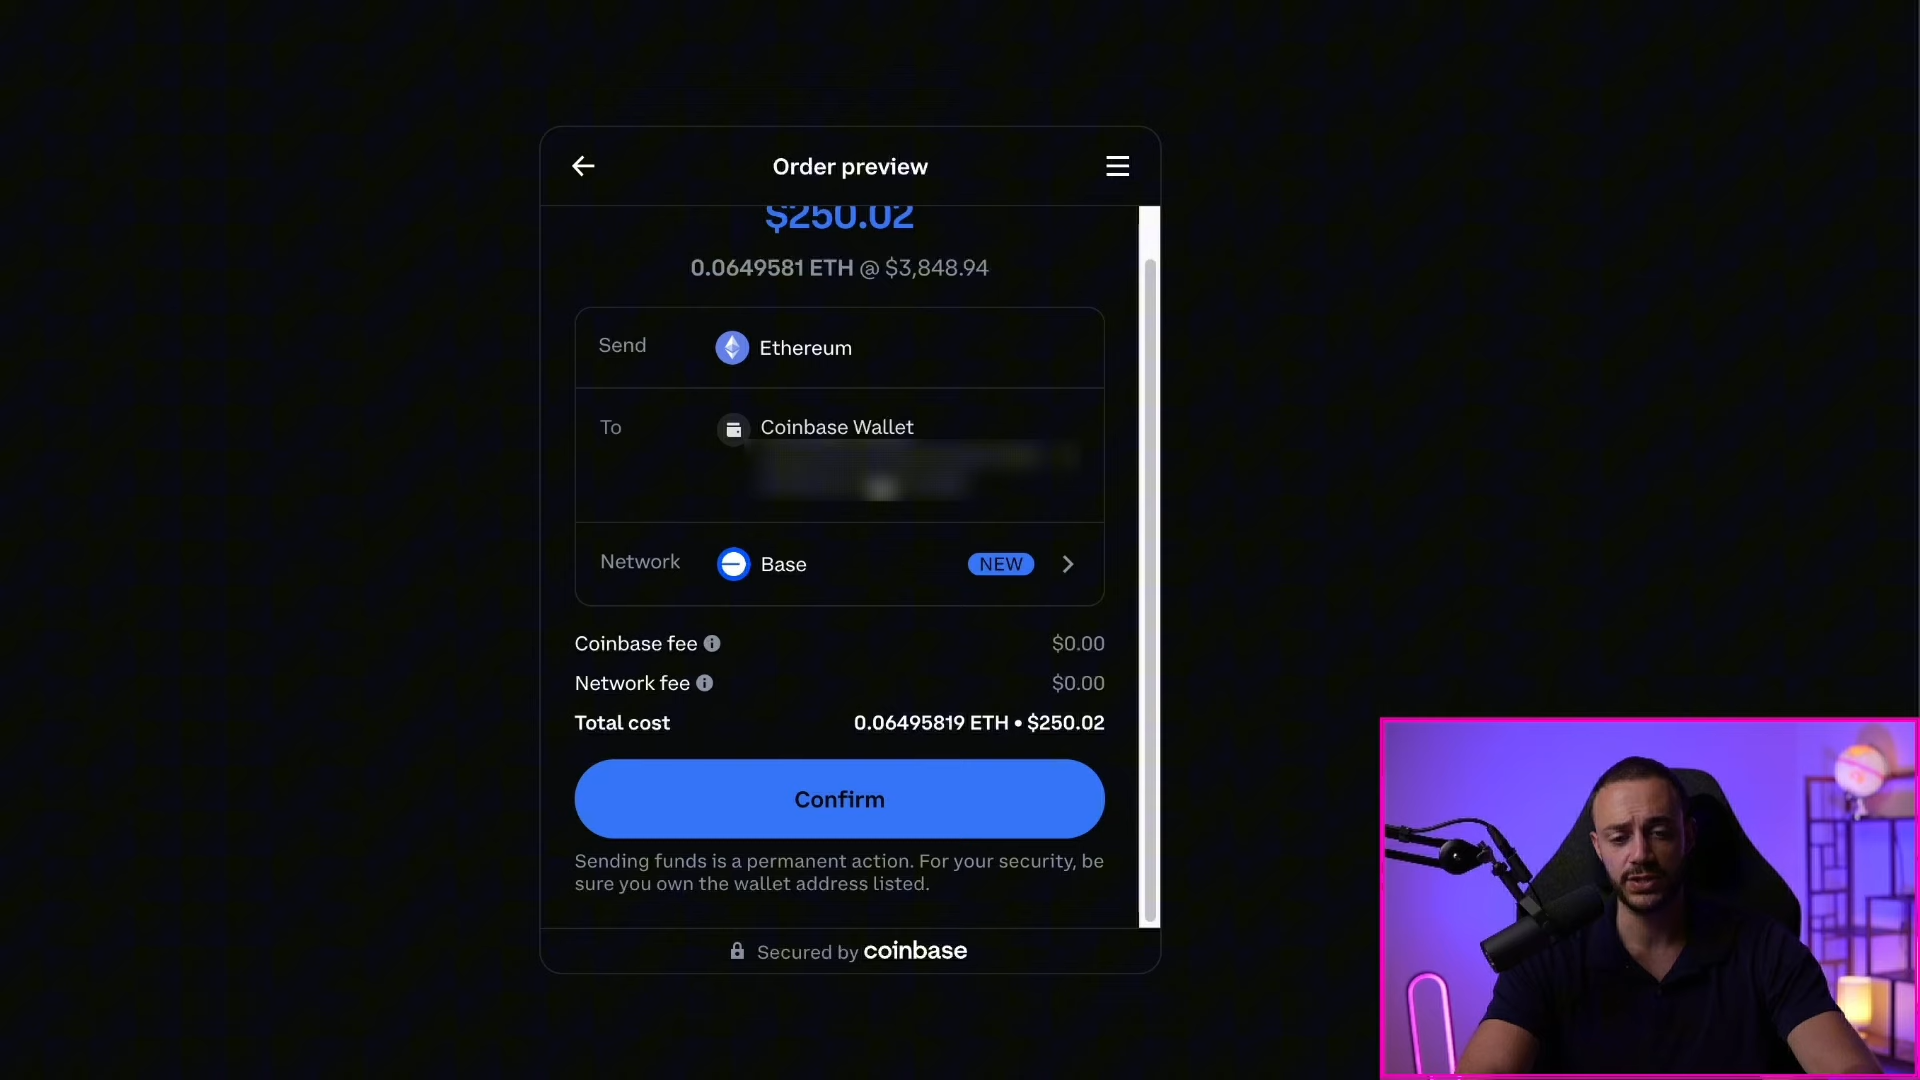 Order preview
$250.02
0.0649581 ETH @ $3,848.94
Send Ethereum
To Coinbase Wallet
Network Base NEW
Coinbase fee $0.00
Network fee $0.00
Total cost 0.06495819 ETH • $250.02
Confirm
Sending funds is a permanent action. For your security, be
sure you own the wallet address listed.
Secured by coinbase